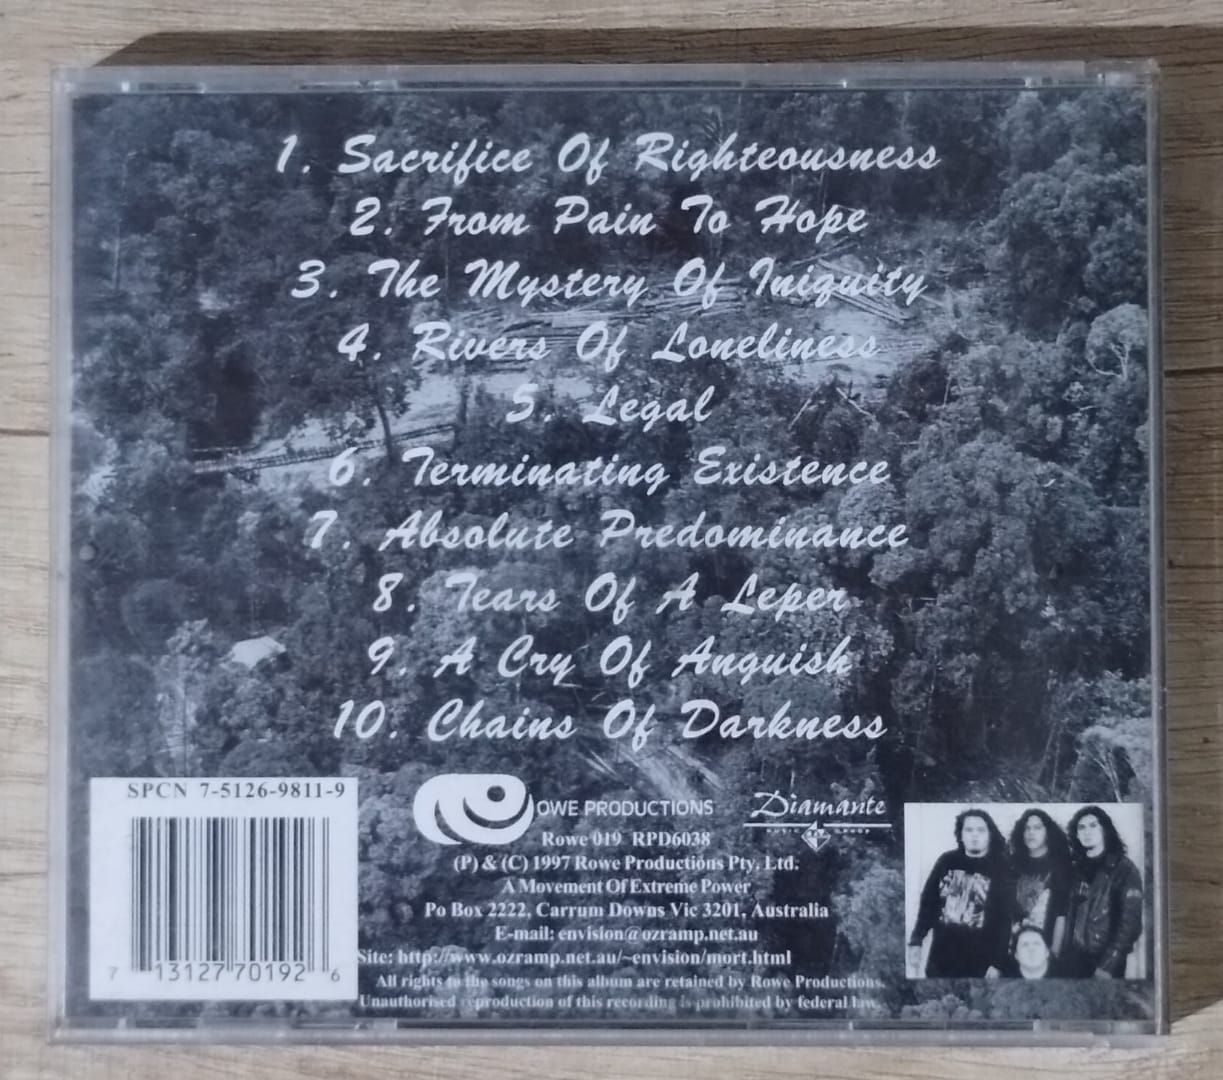 1. Sacrifice Of Righteousness
2. From Pain To Hope
3. The Mystery Of Iniquity
4. Rivers Of Loneliness
5. Legal
6. Terminating Existence
7. Absolute Predominance
8. Tears Of A Leper
9. A Cry Of Anguish
10. Chains Of Darkness
SPCN 7-5126-9811-9
7 13127 70192 6
OWE PRODUCTIONS
Diamante
MUSIC GROUP
Rowe 019 RPD6038
(P) & (C) 1997 Rowe Productions Pty. Ltd.
A Movement Of Extreme Power
Po Box 2222, Carrum Downs Vic 3201, Australia
E-mail: envision@ozramp.net.au
Site: http://www.ozramp.net.au/~envision/mort.html
All rights to the songs on this album are retained by Rowe Productions.
Unauthorised reproduction of this recording is prohibited by federal law.